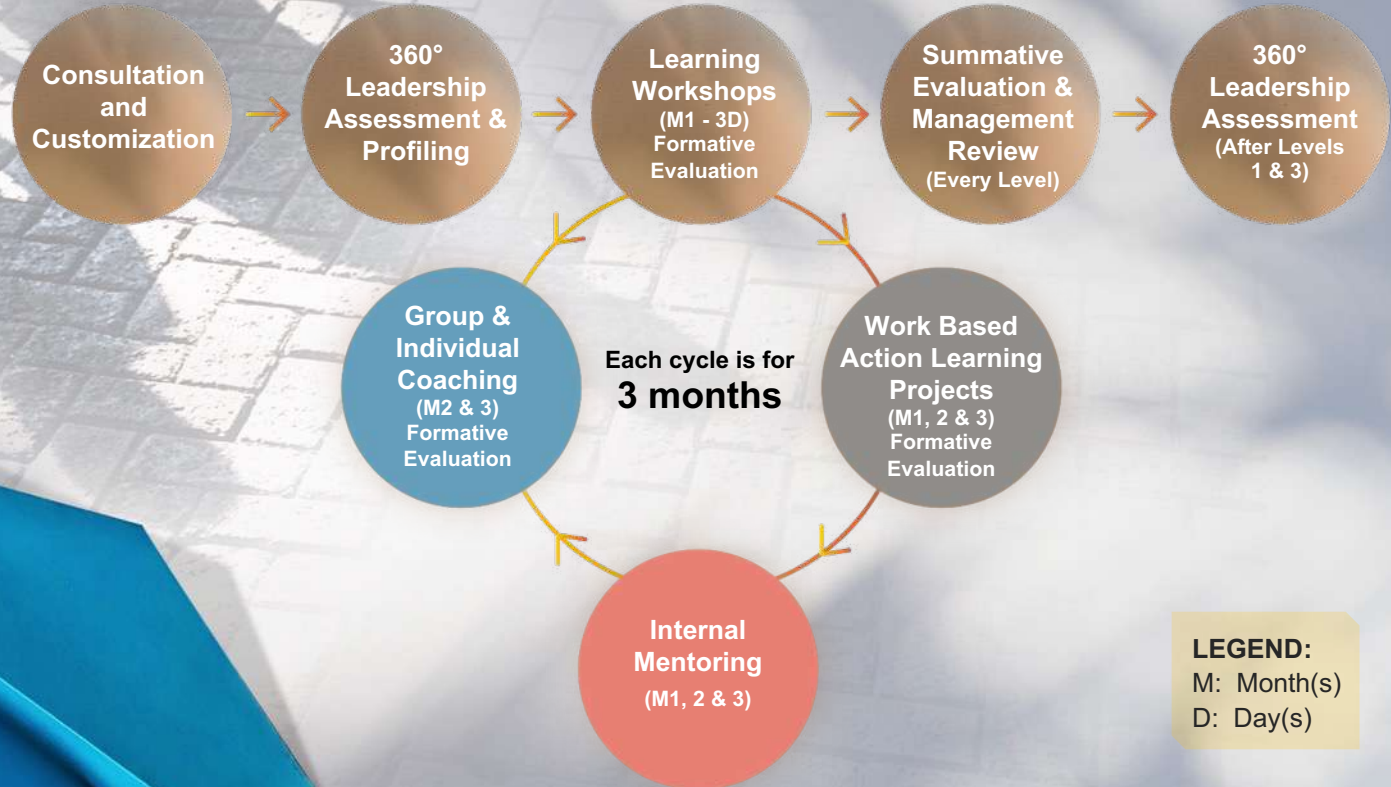 Consultation
and
Customization
360°
Leadership
Assessment &
Profiling
Learning
Workshops
(M1 - 3D)
Formative
Evaluation
Summative
Evaluation &
Management
Review
(Every Level)
360°
Leadership
Assessment
(After Levels
1 & 3)
Group &
Individual
Coaching
(M2 & 3)
Formative
Evaluation
Each cycle is for
3 months
Work Based
Action Learning
Projects
(M1, 2 & 3)
Formative
Evaluation
Internal
Mentoring
(M1, 2 & 3)
LEGEND:
M: Month(s)
D: Day(s)